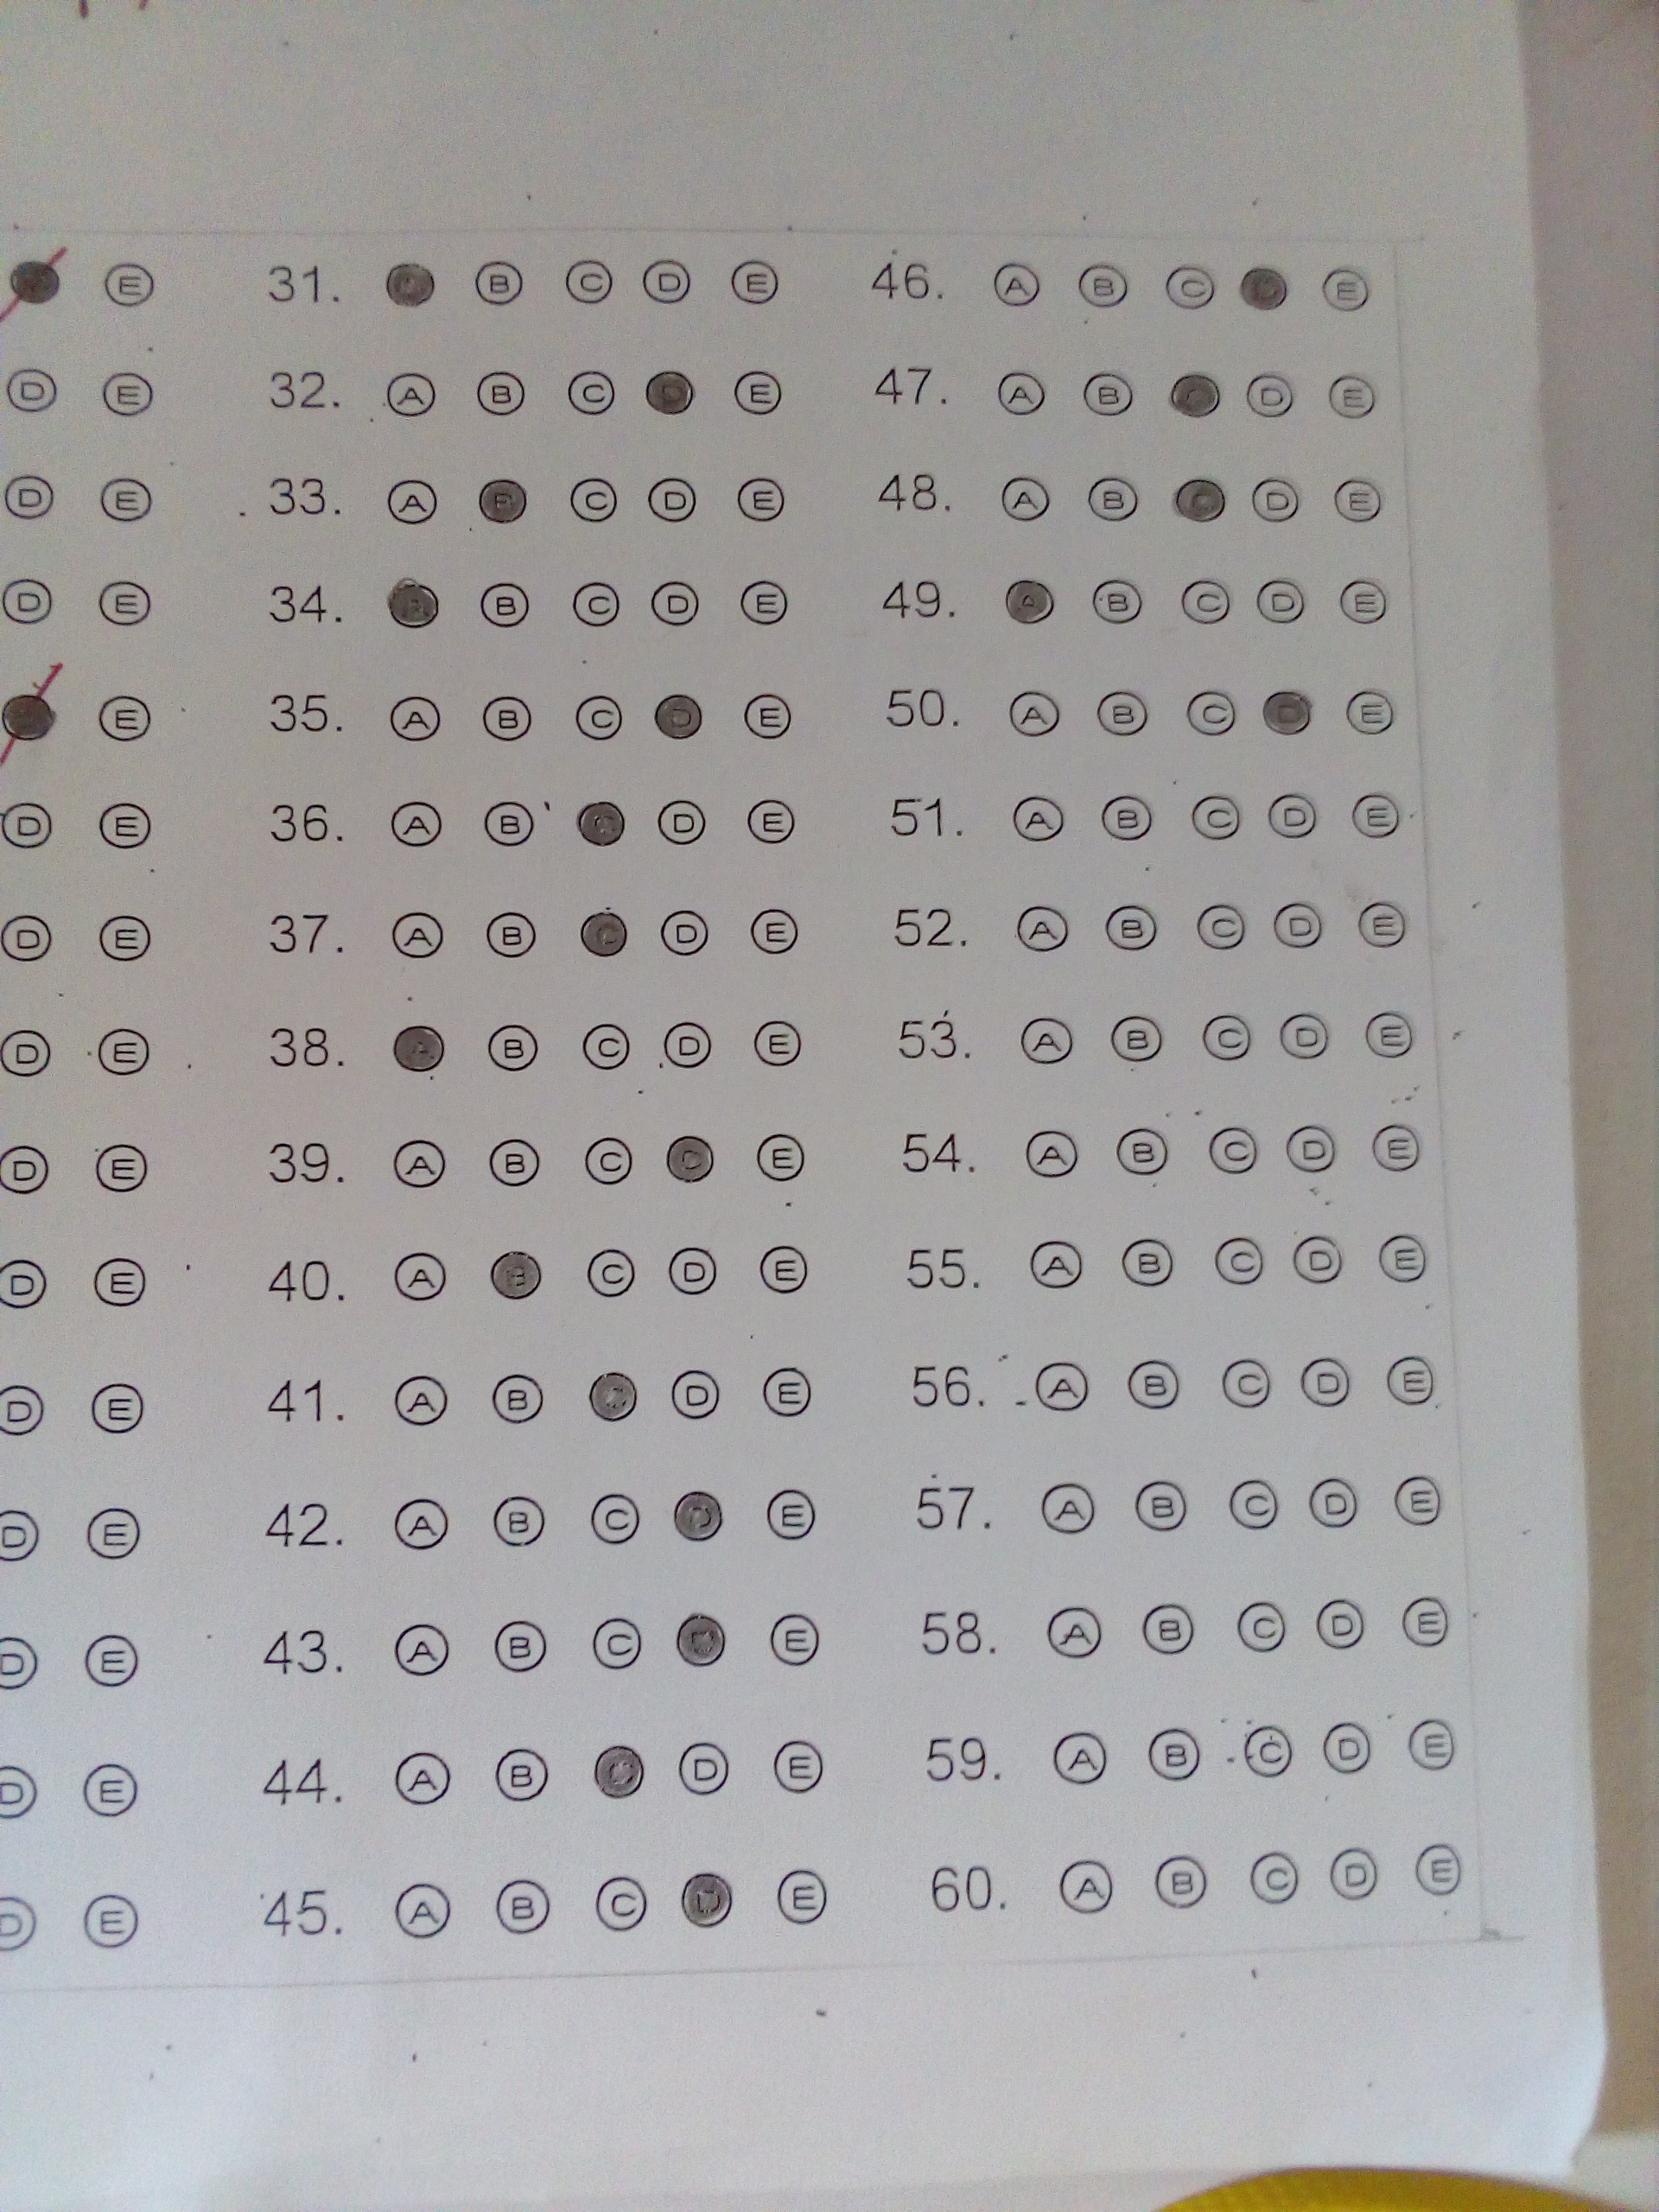 E 31. A B C D E 46. A B C D E
D E 32. A B C D E 47. A B C D E
D E 33. A B C D E 48. A B C D E
D E 34. A B C D E 49. A B C D E
E 35. A B C D E 50. A B C D E
D E 36. A B C D E 51. A B C D E
D E 37. A B C D E 52. A B C D E
D E 38. A B C D E 53. A B C D E
D E 39. A B C D E 54. A B C D E
D E 40. A B C D E 55. A B C D E
D E 41. A B C D E 56. A B C D E
D E 42. A B C D E 57. A B C D E
D E 43. A B C D E 58. A B C D E
D E 44. A B C D E 59. A B C D E
D E 45. A B C D E 60. A B C D E